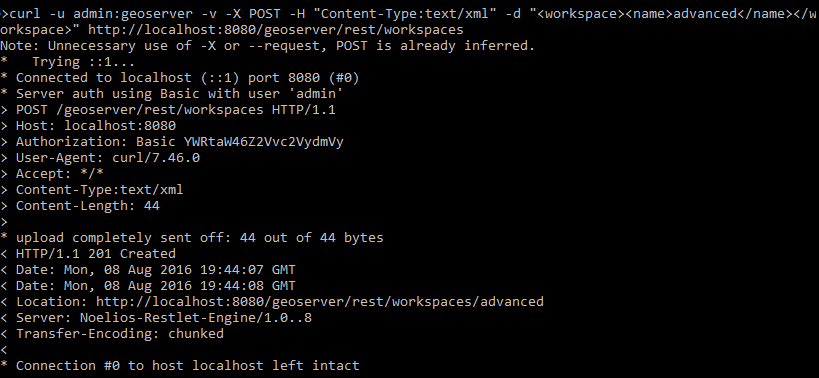 >curl -u admin:geoserver -v -X POST -H "Content-Type:text/xml" -d "<workspace><name>advanced</name></w
orkspace>" http://localhost:8080/geoserver/rest/workspaces
Note: Unnecessary use of -X or --request, POST is already inferred.
*   Trying ::1...
* Connected to localhost (::1) port 8080 (#0)
* Server auth using Basic with user 'admin'
> POST /geoserver/rest/workspaces HTTP/1.1
> Host: localhost:8080
> Authorization: Basic YWRtaW46Z2Vvc2VydmVy
> User-Agent: curl/7.46.0
> Accept: */*
> Content-Type:text/xml
> Content-Length: 44
>
* upload completely sent off: 44 out of 44 bytes
< HTTP/1.1 201 Created
< Date: Mon, 08 Aug 2016 19:44:07 GMT
< Date: Mon, 08 Aug 2016 19:44:08 GMT
< Location: http://localhost:8080/geoserver/rest/workspaces/advanced
< Server: Noelios-Restlet-Engine/1.0..8
< Transfer-Encoding: chunked
<
* Connection #0 to host localhost left intact